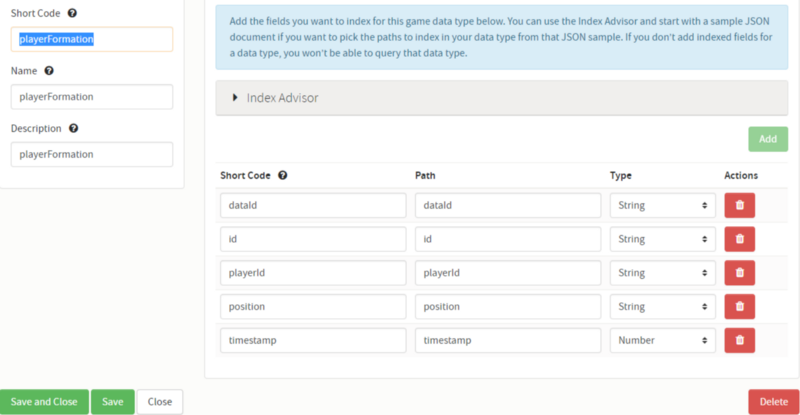 Short Code
playerFormation
Name
playerFormation
Description
playerFormation
Add the fields you want to index for this game data type below. You can use the Index Advisor and start with a sample JSON
document if you want to pick the paths to index in your data type from that JSON sample. If you don't add indexed fields for
a data type, you won't be able to query that data type.
Index Advisor
Add
Short Code Path Type Actions
dataId dataId String
id id String
playerId playerId String
position position String
timestamp timestamp Number
Save and Close Save Close Delete